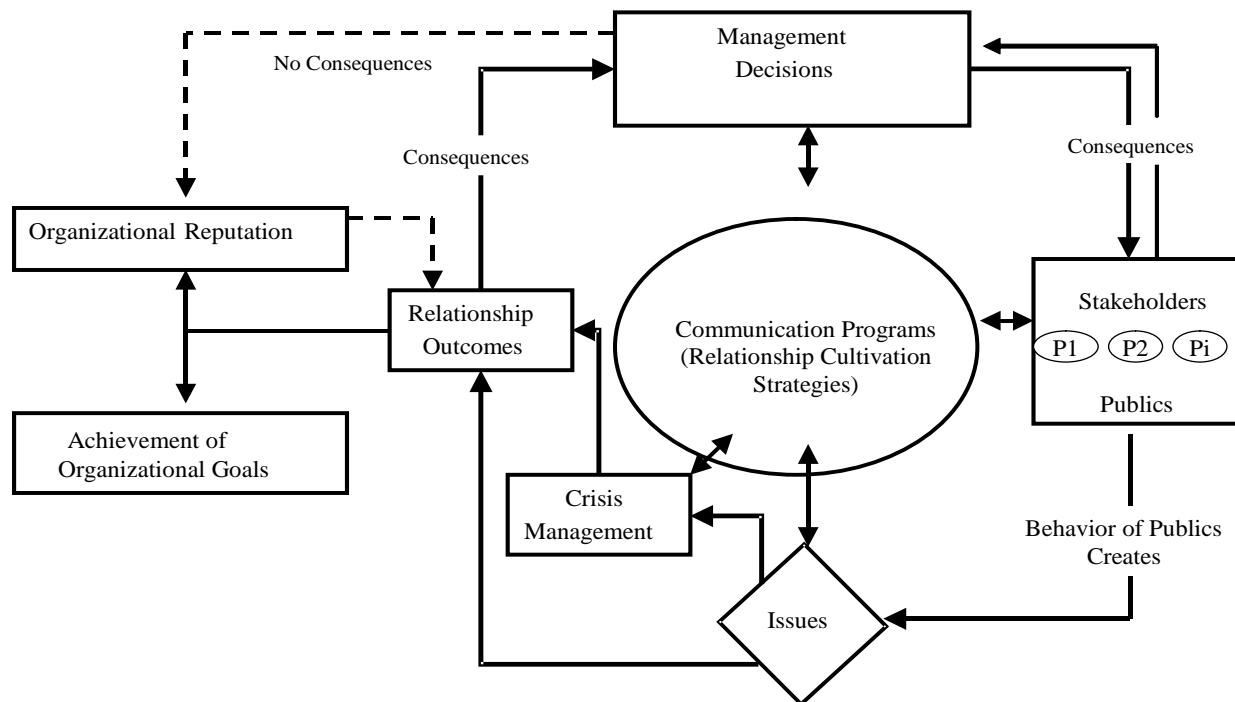 Management
Decisions
No Consequences
Consequences
Consequences
Organizational Reputation
Relationship
Outcomes
Communication Programs
(Relationship Cultivation
Strategies)
Stakeholders
P1 P2 Pi
Publics
Achievement of
Organizational Goals
Crisis
Management
Behavior of Publics
Creates
Issues